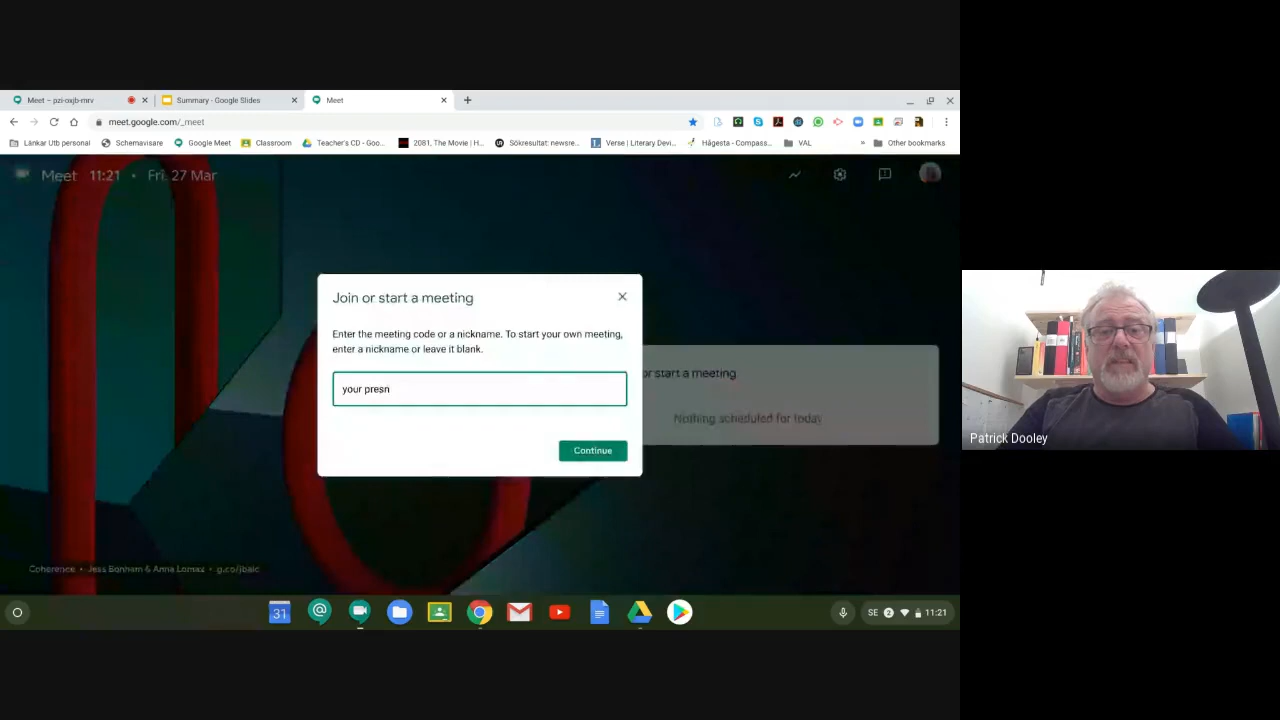 Meet – pzi-oxjb-mrv
Summary - Google Slides
Meet
meet.google.com/_meet
Länkar Utb personal
Schemavisare
Google Meet
Classroom
Teacher's CD - Goo...
2081, The Movie | H...
Sökresultat: newsre...
Verse | Literary Devi...
Hågesta - Compass...
VAL
»
Other bookmarks
Meet 11:21 • Fri, 27 Mar
Join or start a meeting
Enter the meeting code or a nickname. To start your own meeting,
enter a nickname or leave it blank.
your presn
Continue
or start a meeting
Nothing scheduled for today
Coherence • Jess Bonham & Anna Lomax • g.co/jbalc
Patrick Dooley
31
SE 2 11:21